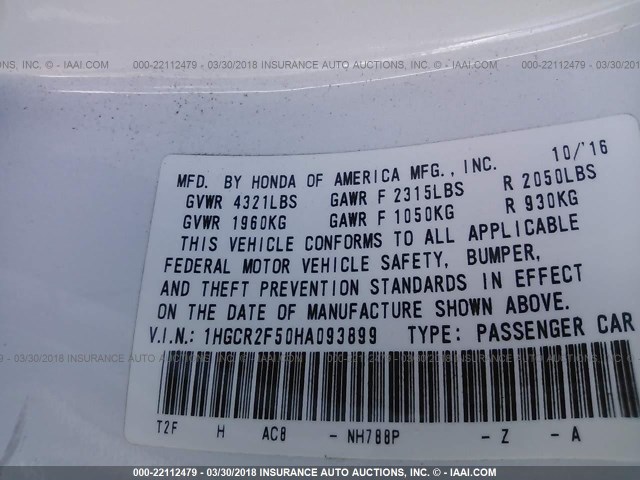 000-22112479 - 03/30/2018 INSURANCE AUTO AUCTIONS, INC. - IAAI.COM
MFD. BY HONDA OF AMERICA MFG., INC. 10/'16
GVWR 4321LBS GAWR F 2315LBS R 2050LBS
GVWR 1960KG GAWR F 1050KG R 930KG
THIS VEHICLE CONFORMS TO ALL APPLICABLE
FEDERAL MOTOR VEHICLE SAFETY, BUMPER,
AND THEFT PREVENTION STANDARDS IN EFFECT
ON THE DATE OF MANUFACTURE SHOWN ABOVE.
V.I.N.: 1HGCR2F50HA093899 TYPE: PASSENGER CAR
000-22112479 - 03/30/2018 INSURANCE AUTO AUCTIONS, INC. - IAAI.COM
T2F H AC8 - NH788P - Z - A
000-22112479 - 03/30/2018 INSURANCE AUTO AUCTIONS, INC. - IAAI.COM